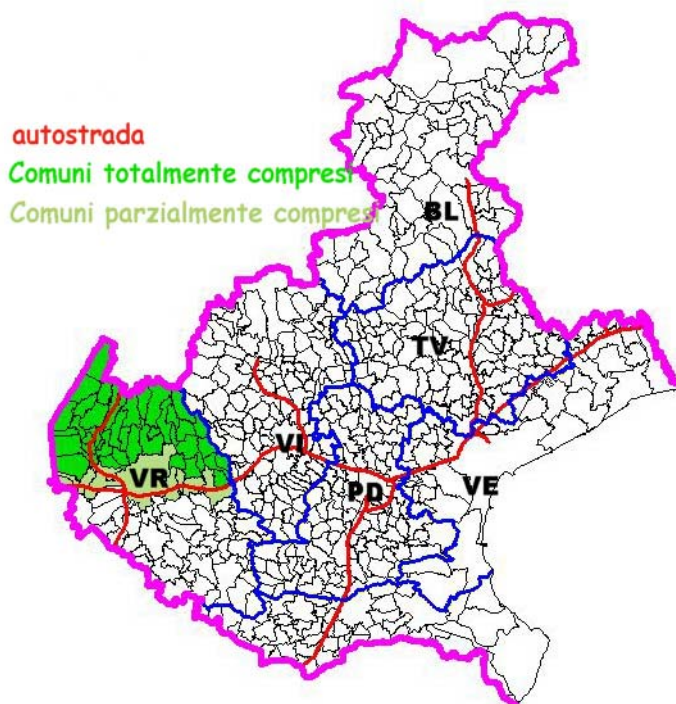 autostrada
Comuni totalmente compresi
Comuni parzialmente compresi
BL
TV
VI
VR
PD
VE